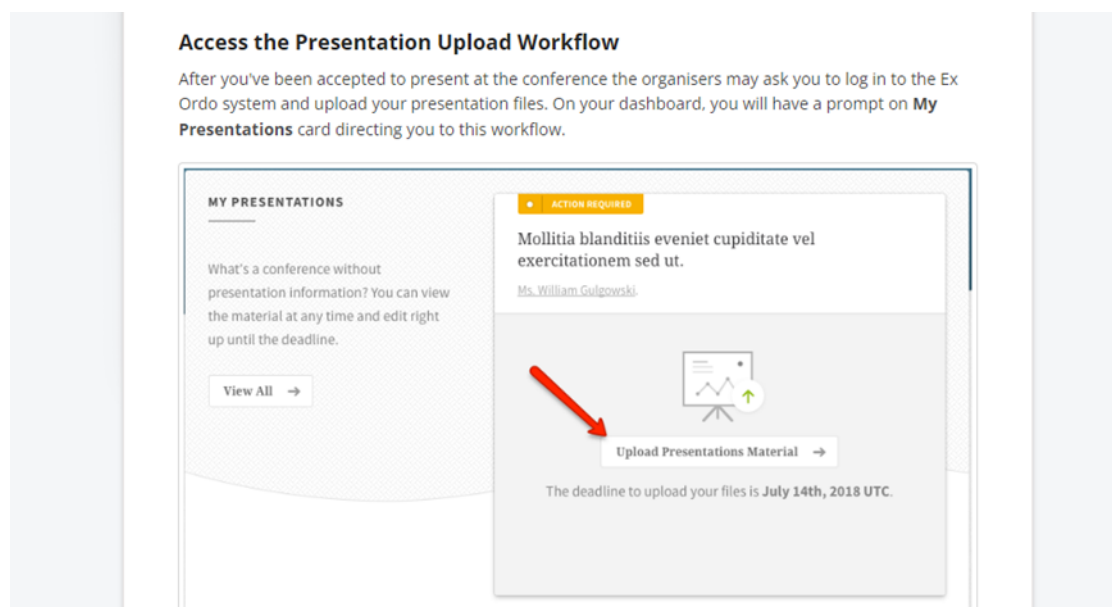 Access the Presentation Upload Workflow
After you've been accepted to present at the conference the organisers may ask you to log in to the Ex
Ordo system and upload your presentation files. On your dashboard, you will have a prompt on My
Presentations card directing you to this workflow.
MY PRESENTATIONS
What's a conference without
presentation information? You can view
the material at any time and edit right
up until the deadline.
View All
ACTION REQUIRED
Mollitia blanditiis eveniet cupiditate vel
exercitationem sed ut.
Ms. William Gulgowski,
Upload Presentations Material
The deadline to upload your files is July 14th, 2018 UTC.